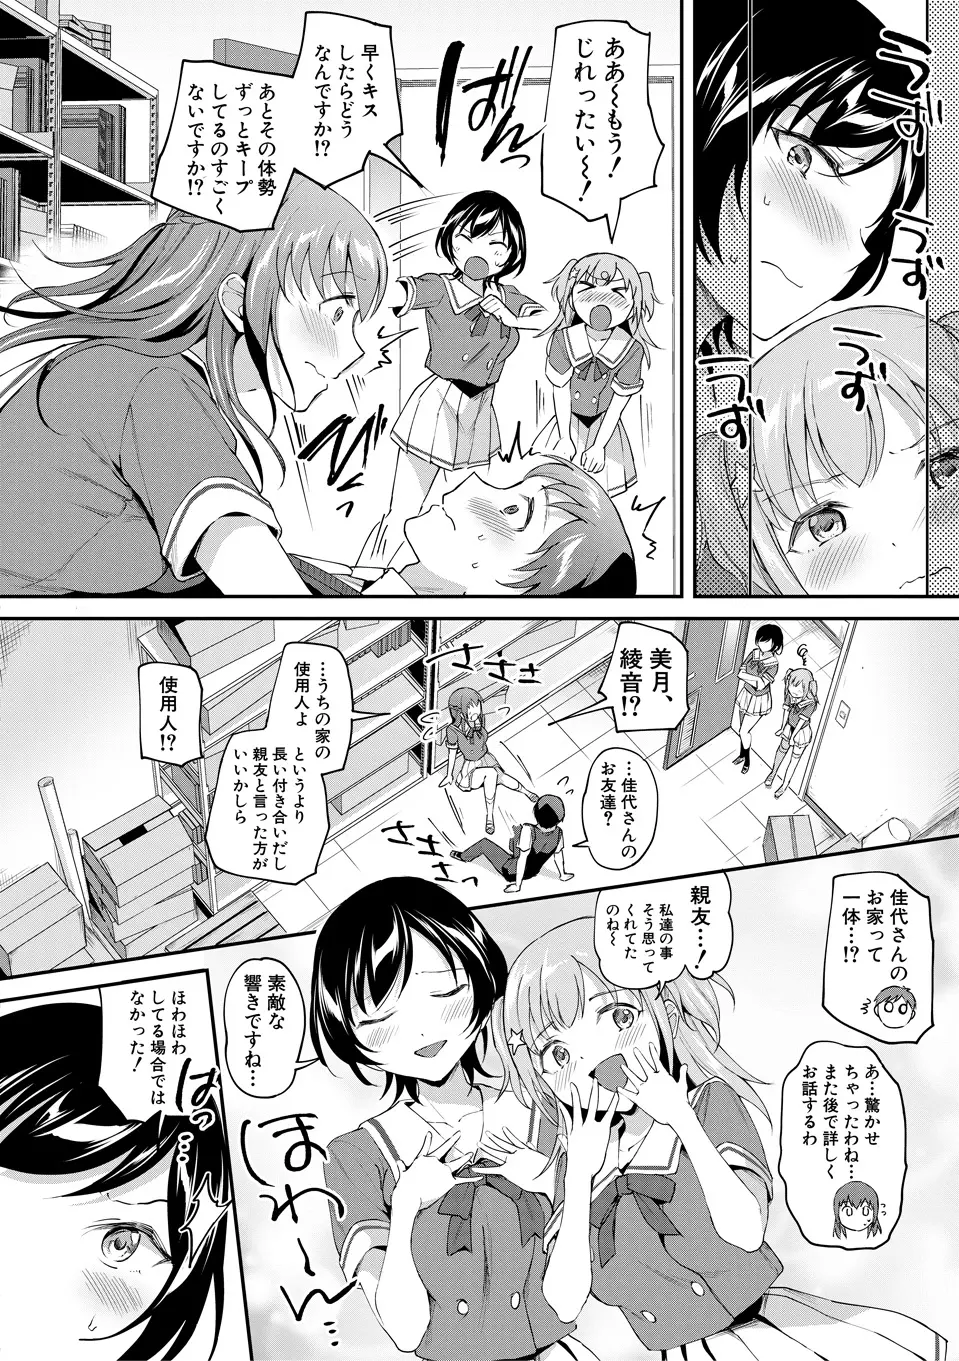 うず
うず
うず
うず
ああ〜もう!
じれったい〜!
ばんっ
早くキス
したらどう
なんですか!?
あとその体勢
ずっとキープ
してるのすごく
ないですか!?
美月、
綾音!?
…佳代さんの
お友達?
ささささ
ささささ
…うちの家の
使用人よ
というより
長い付き合いだし
親友と言った方が
いいかしら
使用人!?
佳代さんの
お家って
一体…!?
あ…驚かせ
ちゃったわね…
また後で詳しく
お話するわ
親友…!
私達の事
そう思って
くれてた
のね〜
素敵な
響きですね…
ほわ〜ん…
ほわほわ
してる場合では
なかった!
はっ…